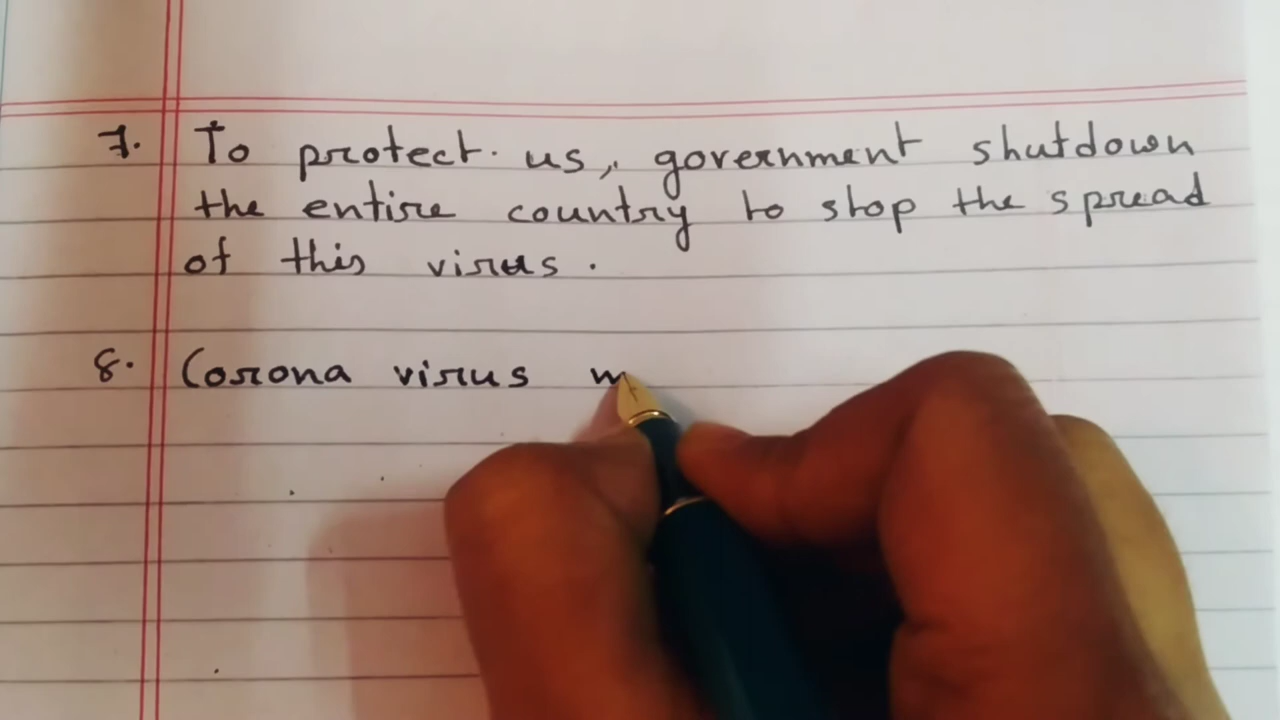 7. To protect. us, government shutdown
the entire country to stop the spread
of this virus.
8. Corona virus